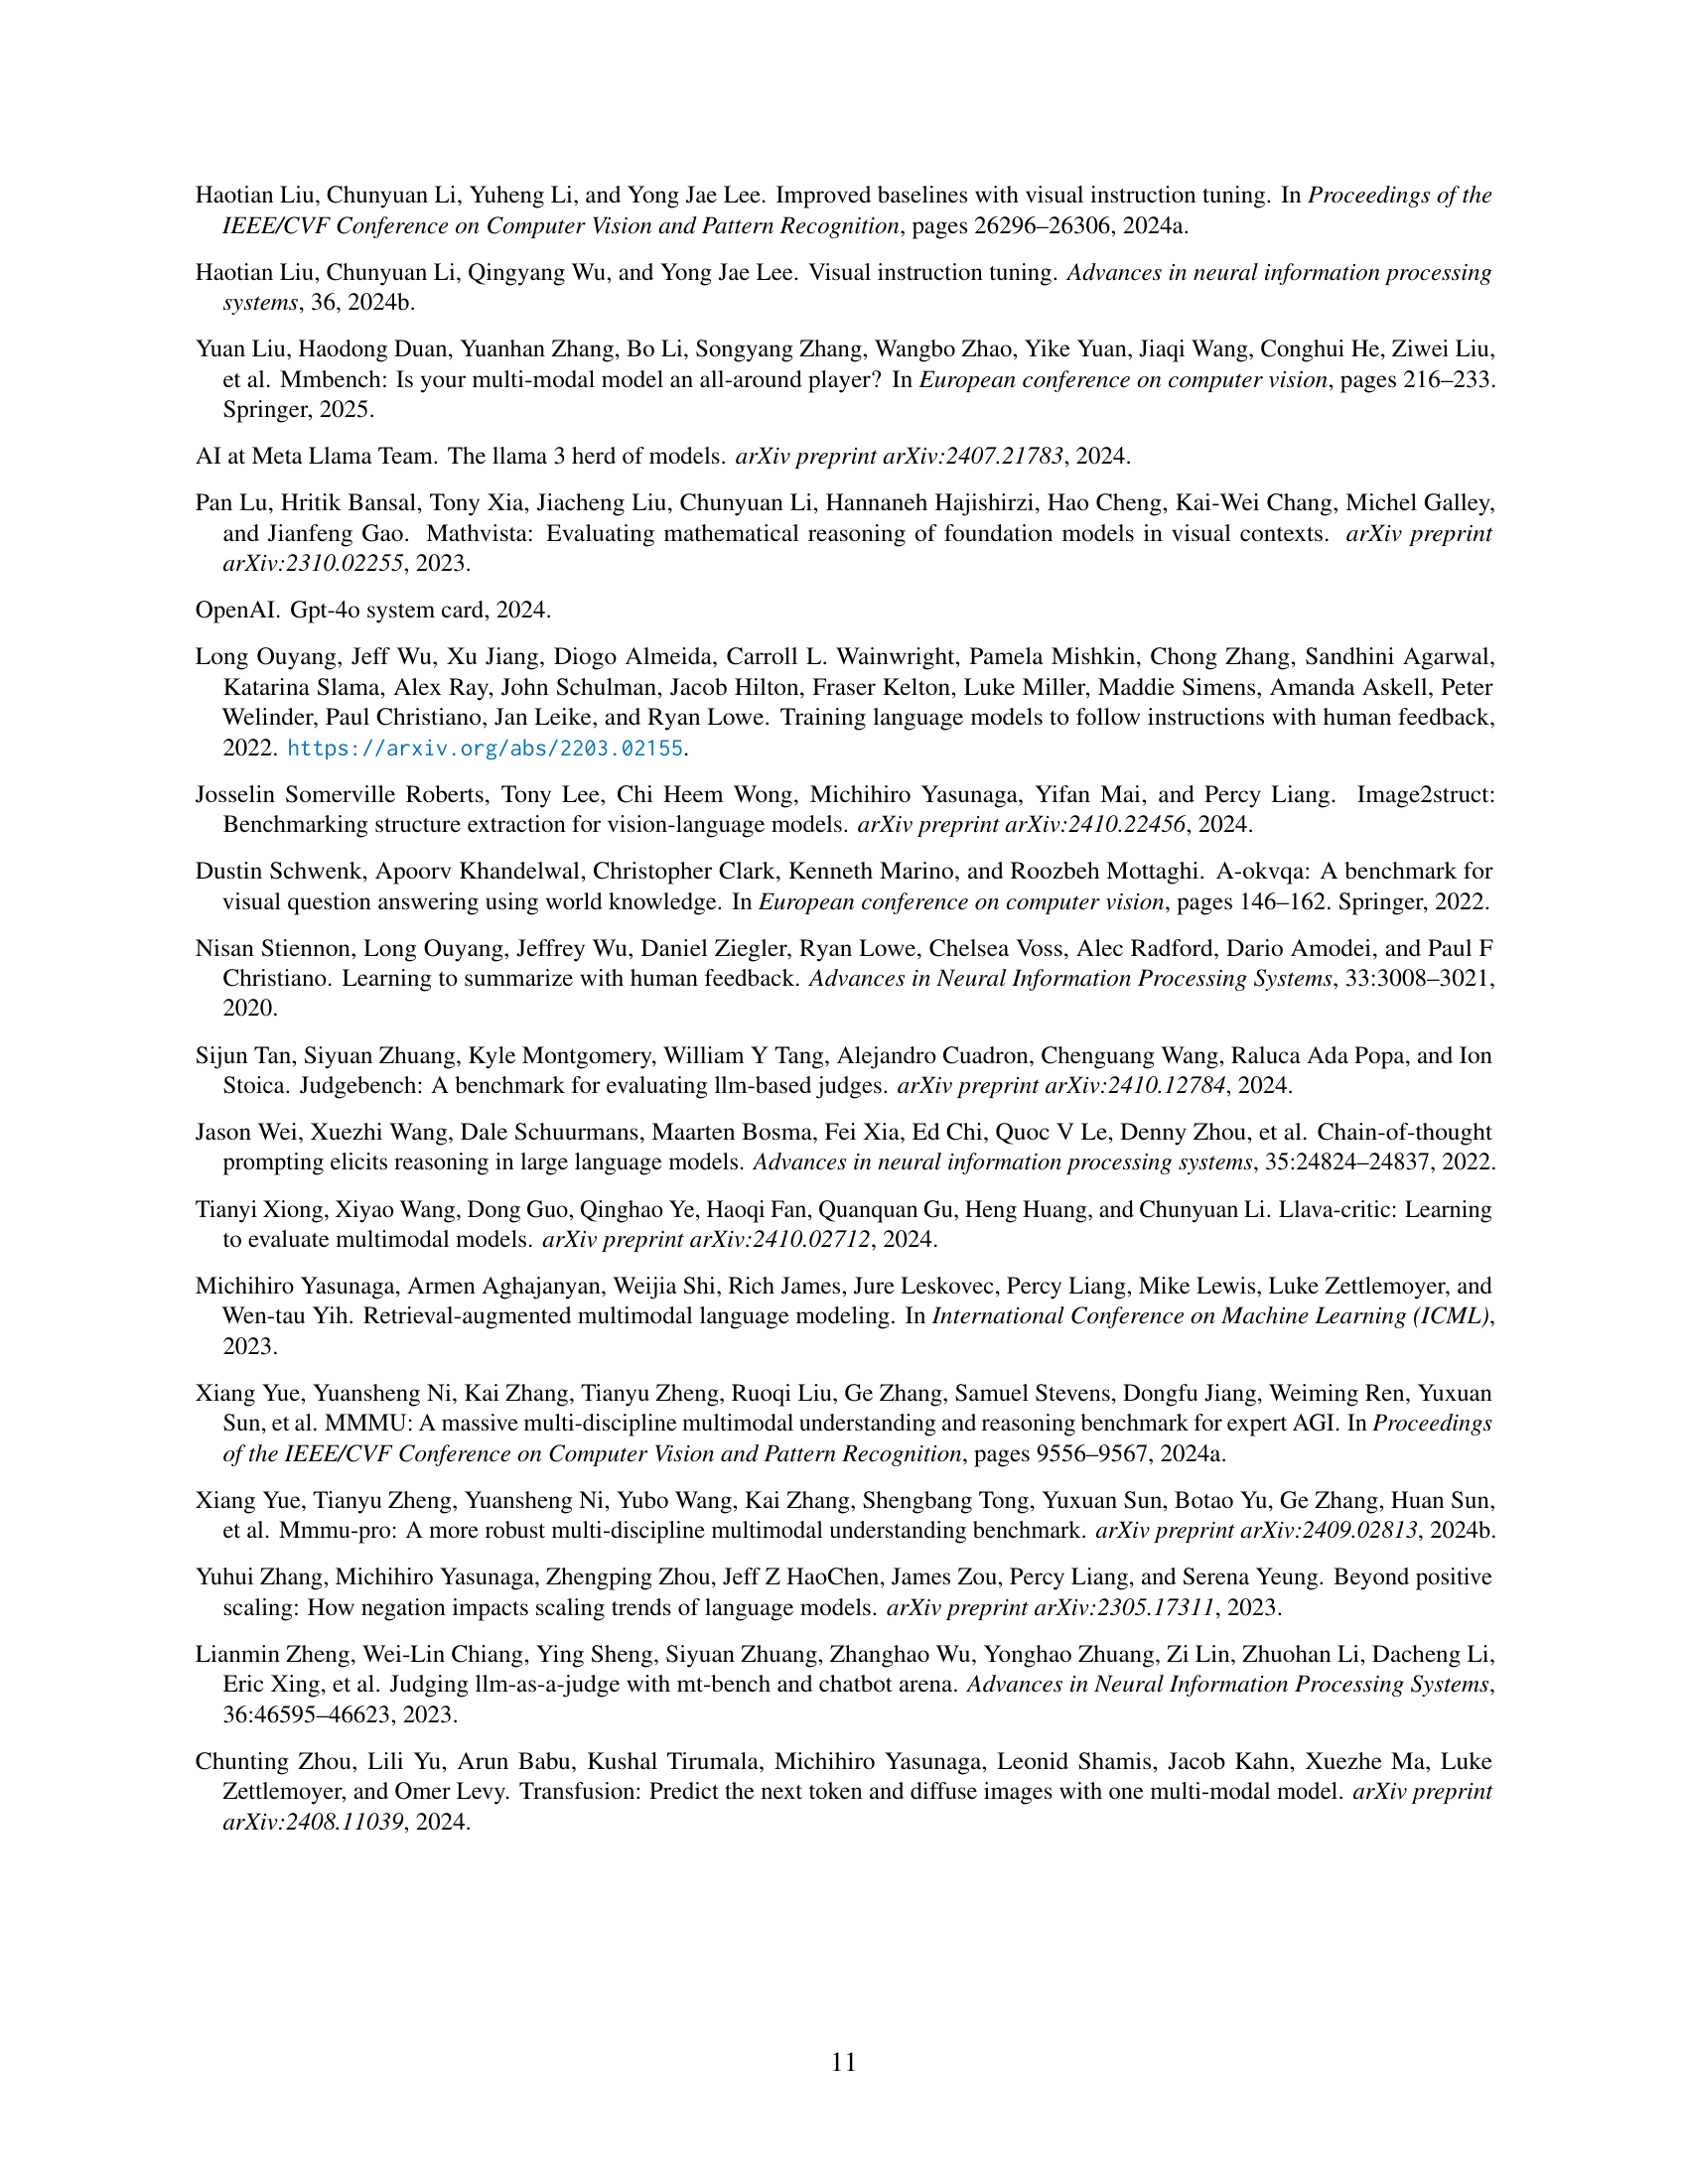 Haotian Liu, Chunyuan Li, Yuheng Li, and Yong Jae Lee. Improved baselines with visual instruction tuning. In Proceedings of the
IEEE/CVF Conference on Computer Vision and Pattern Recognition, pages 26296–26306, 2024a.
Haotian Liu, Chunyuan Li, Qingyang Wu, and Yong Jae Lee. Visual instruction tuning. Advances in neural information processing
systems, 36, 2024b.
Yuan Liu, Haodong Duan, Yuanhan Zhang, Bo Li, Songyang Zhang, Wangbo Zhao, Yike Yuan, Jiaqi Wang, Conghui He, Ziwei Liu,
et al. Mmbench: Is your multi-modal model an all-around player? In European conference on computer vision, pages 216–233.
Springer, 2025.
AI at Meta Llama Team. The llama 3 herd of models. arXiv preprint arXiv:2407.21783, 2024.
Pan Lu, Hritik Bansal, Tony Xia, Jiacheng Liu, Chunyuan Li, Hannaneh Hajishirzi, Hao Cheng, Kai-Wei Chang, Michel Galley,
and Jianfeng Gao. Mathvista: Evaluating mathematical reasoning of foundation models in visual contexts. arXiv preprint
arXiv:2310.02255, 2023.
OpenAI. Gpt-4o system card, 2024.
Long Ouyang, Jeff Wu, Xu Jiang, Diogo Almeida, Carroll L. Wainwright, Pamela Mishkin, Chong Zhang, Sandhini Agarwal,
Katarina Slama, Alex Ray, John Schulman, Jacob Hilton, Fraser Kelton, Luke Miller, Maddie Simens, Amanda Askell, Peter
Welinder, Paul Christiano, Jan Leike, and Ryan Lowe. Training language models to follow instructions with human feedback,
2022. https://arxiv.org/abs/2203.02155.
Josselin Somerville Roberts, Tony Lee, Chi Heem Wong, Michihiro Yasunaga, Yifan Mai, and Percy Liang. Image2struct:
Benchmarking structure extraction for vision-language models. arXiv preprint arXiv:2410.22456, 2024.
Dustin Schwenk, Apoorv Khandelwal, Christopher Clark, Kenneth Marino, and Roozbeh Mottaghi. A-okvqa: A benchmark for
visual question answering using world knowledge. In European conference on computer vision, pages 146–162. Springer, 2022.
Nisan Stiennon, Long Ouyang, Jeffrey Wu, Daniel Ziegler, Ryan Lowe, Chelsea Voss, Alec Radford, Dario Amodei, and Paul F
Christiano. Learning to summarize with human feedback. Advances in Neural Information Processing Systems, 33:3008–3021,
2020.
Sijun Tan, Siyuan Zhuang, Kyle Montgomery, William Y Tang, Alejandro Cuadron, Chenguang Wang, Raluca Ada Popa, and Ion
Stoica. Judgebench: A benchmark for evaluating llm-based judges. arXiv preprint arXiv:2410.12784, 2024.
Jason Wei, Xuezhi Wang, Dale Schuurmans, Maarten Bosma, Fei Xia, Ed Chi, Quoc V Le, Denny Zhou, et al. Chain-of-thought
prompting elicits reasoning in large language models. Advances in neural information processing systems, 35:24824–24837, 2022.
Tianyi Xiong, Xiyao Wang, Dong Guo, Qinghao Ye, Haoqi Fan, Quanquan Gu, Heng Huang, and Chunyuan Li. Llava-critic: Learning
to evaluate multimodal models. arXiv preprint arXiv:2410.02712, 2024.
Michihiro Yasunaga, Armen Aghajanyan, Weijia Shi, Rich James, Jure Leskovec, Percy Liang, Mike Lewis, Luke Zettlemoyer, and
Wen-tau Yih. Retrieval-augmented multimodal language modeling. In International Conference on Machine Learning (ICML),
2023.
Xiang Yue, Yuansheng Ni, Kai Zhang, Tianyu Zheng, Ruoqi Liu, Ge Zhang, Samuel Stevens, Dongfu Jiang, Weiming Ren, Yuxuan
Sun, et al. MMMU: A massive multi-discipline multimodal understanding and reasoning benchmark for expert AGI. In Proceedings
of the IEEE/CVF Conference on Computer Vision and Pattern Recognition, pages 9556–9567, 2024a.
Xiang Yue, Tianyu Zheng, Yuansheng Ni, Yubo Wang, Kai Zhang, Shengbang Tong, Yuxuan Sun, Botao Yu, Ge Zhang, Huan Sun,
et al. Mmmu-pro: A more robust multi-discipline multimodal understanding benchmark. arXiv preprint arXiv:2409.02813, 2024b.
Yuhui Zhang, Michihiro Yasunaga, Zhengping Zhou, Jeff Z HaoChen, James Zou, Percy Liang, and Serena Yeung. Beyond positive
scaling: How negation impacts scaling trends of language models. arXiv preprint arXiv:2305.17311, 2023.
Lianmin Zheng, Wei-Lin Chiang, Ying Sheng, Siyuan Zhuang, Zhanghao Wu, Yonghao Zhuang, Zi Lin, Zhuohan Li, Dacheng Li,
Eric Xing, et al. Judging llm-as-a-judge with mt-bench and chatbot arena. Advances in Neural Information Processing Systems,
36:46595–46623, 2023.
Chunting Zhou, Lili Yu, Arun Babu, Kushal Tirumala, Michihiro Yasunaga, Leonid Shamis, Jacob Kahn, Xuezhe Ma, Luke
Zettlemoyer, and Omer Levy. Transfusion: Predict the next token and diffuse images with one multi-modal model. arXiv preprint
arXiv:2408.11039, 2024.
11